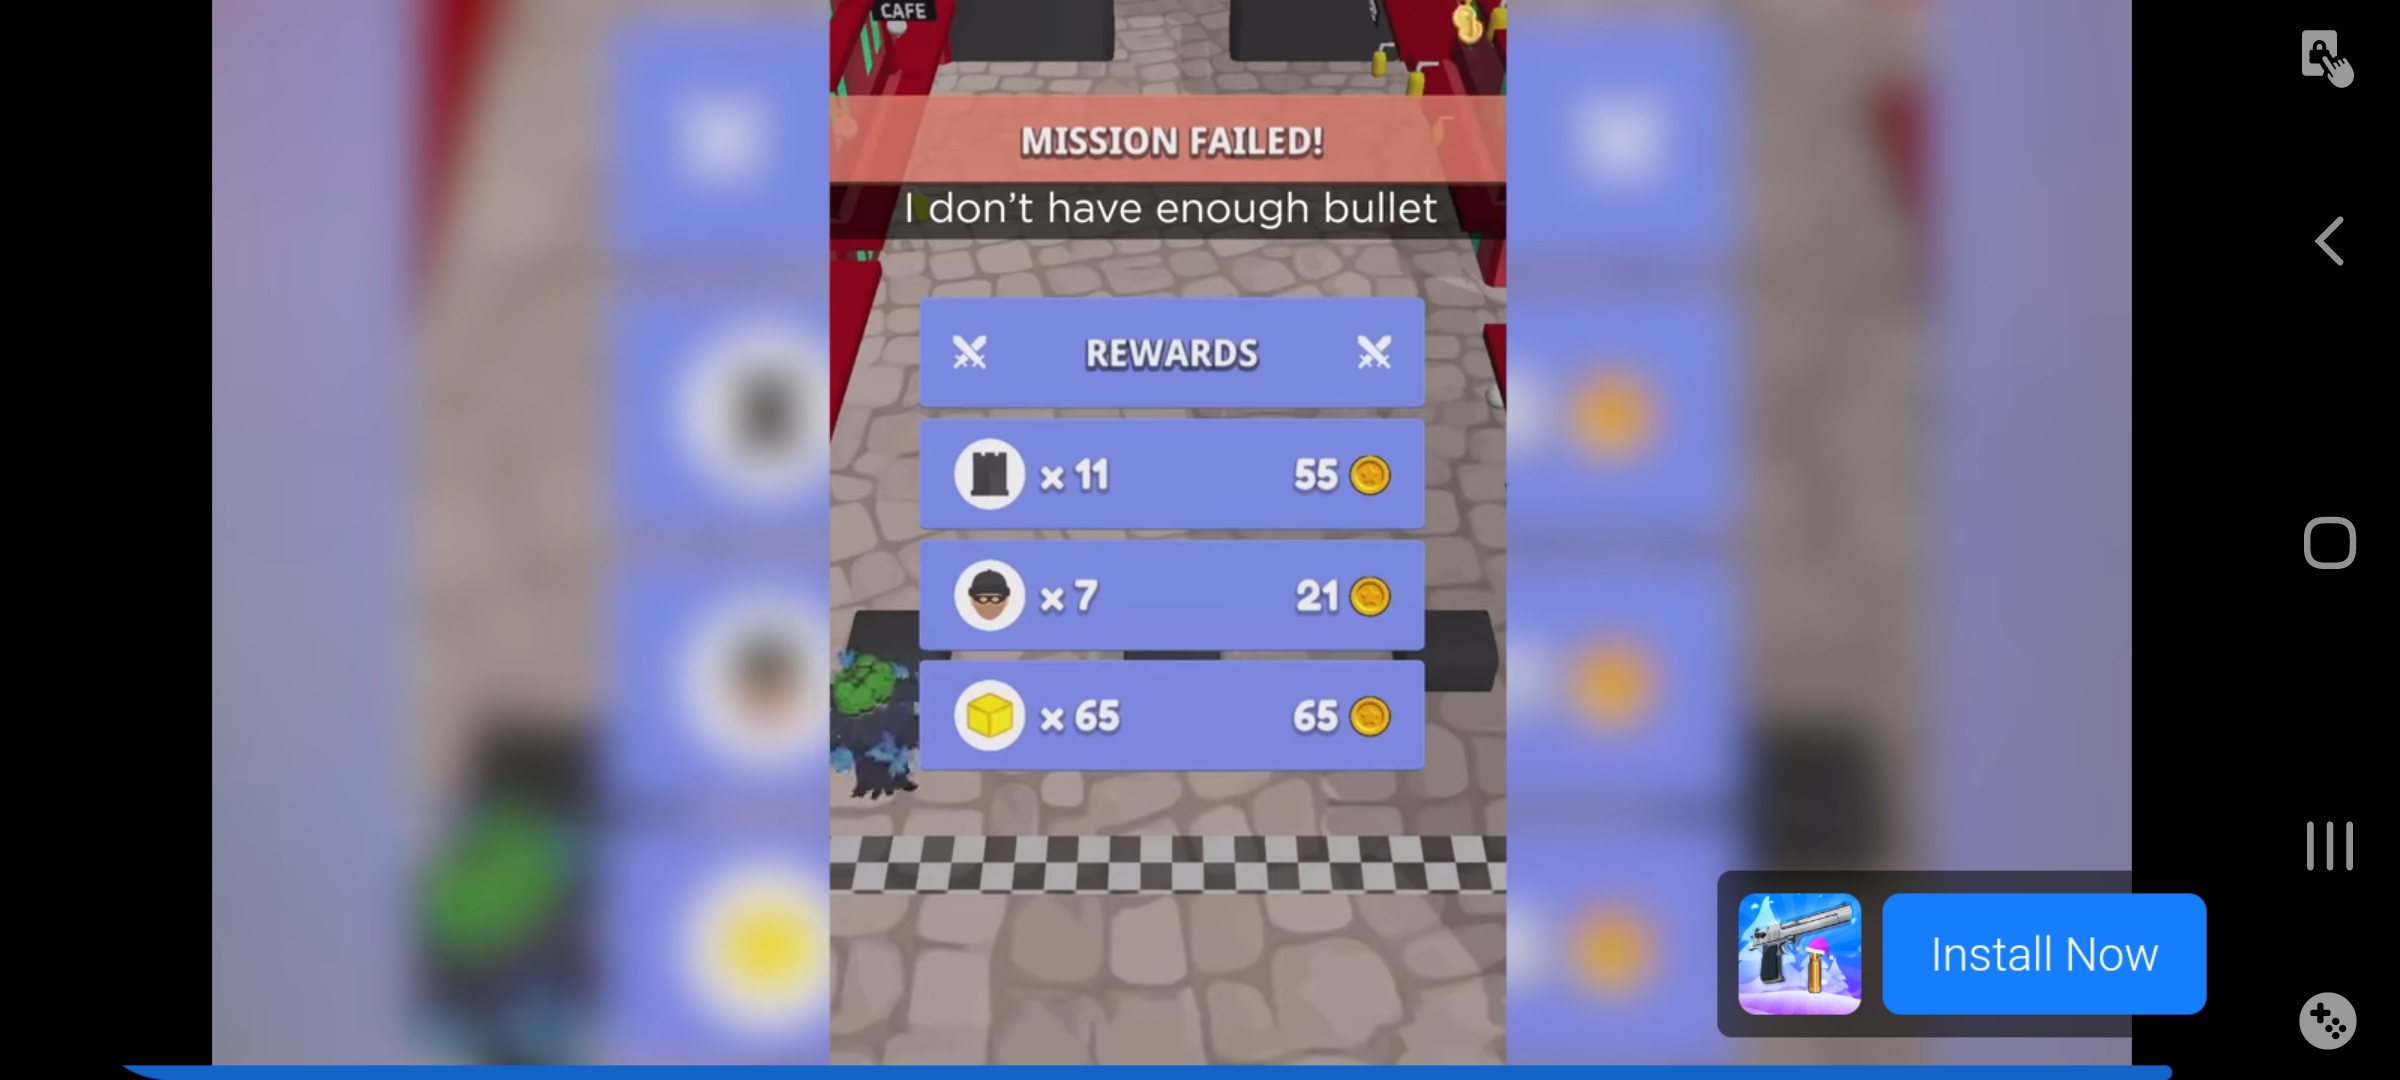 CAFE
MISSION FAILED!
I don't have enough bullet
REWARDS
x 11 55
x 7 21
x 65 65
Install Now